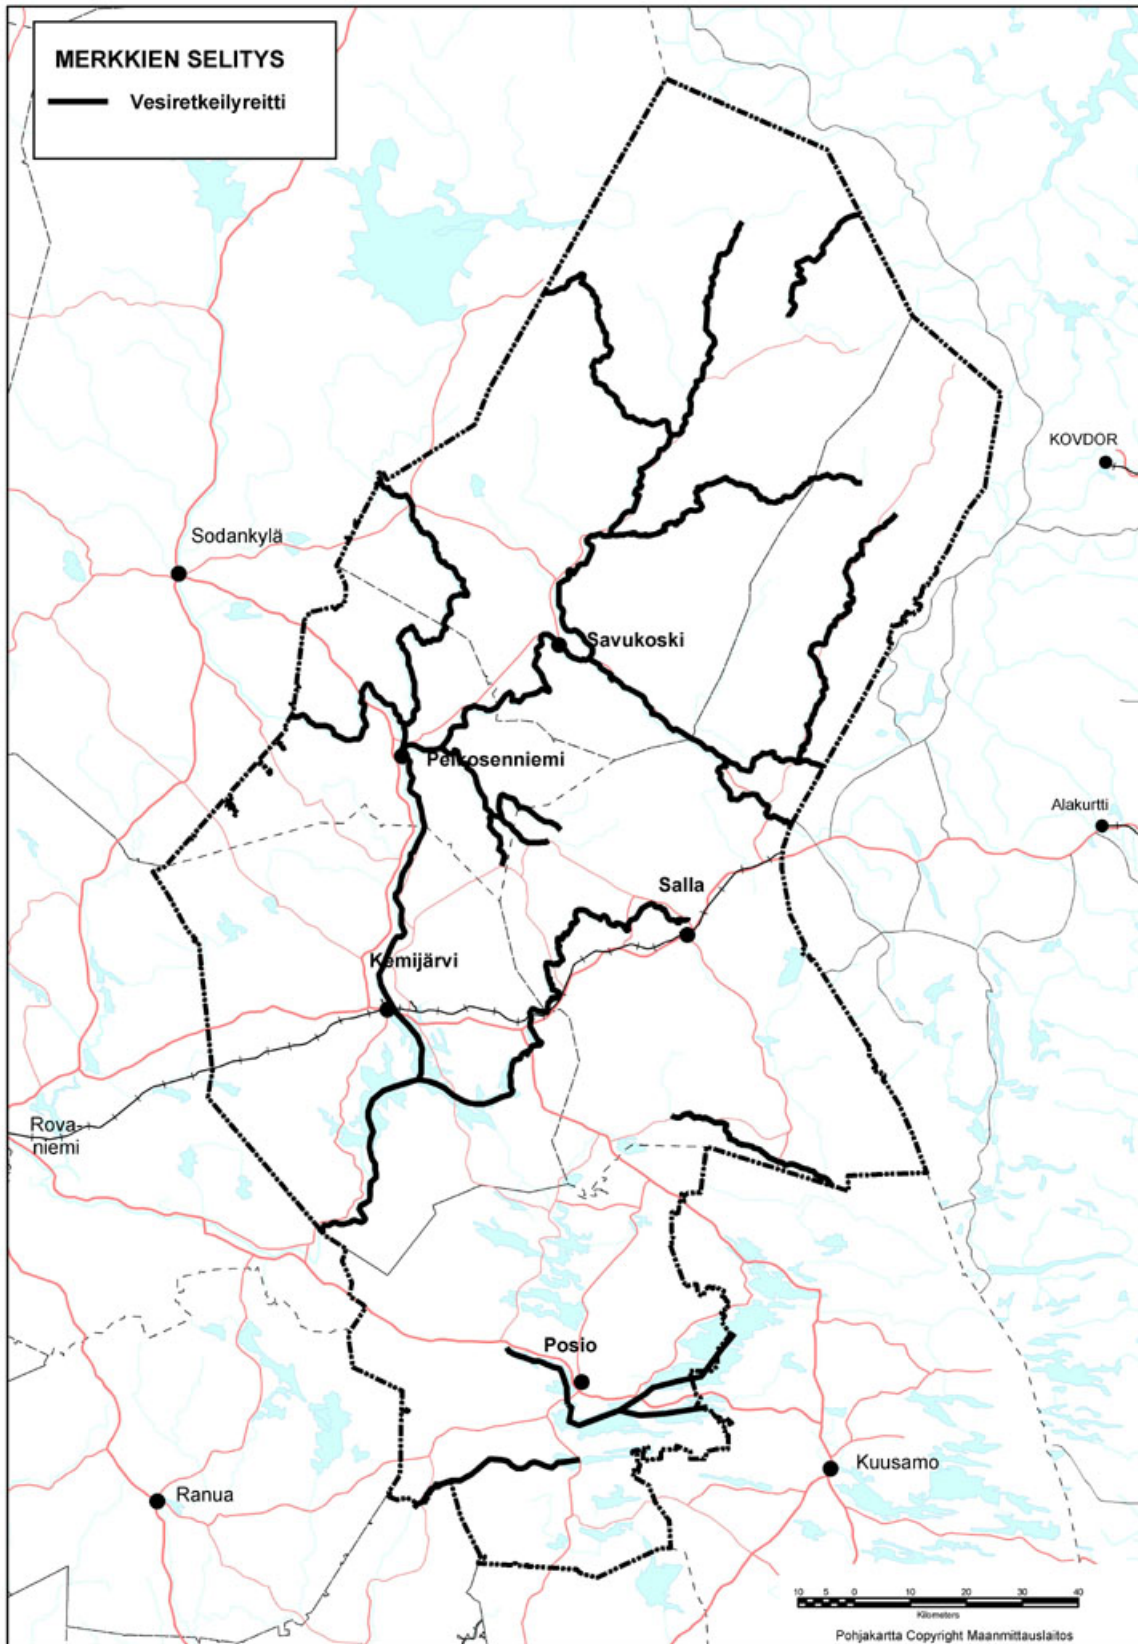 MERKKIEN SELITYS
Vesiretkeilyreitti
KOVDOR
Sodankylä
Savukoski
Pelkosenniemi
Alakurtti
Salla
Kemijärvi
Rova-
niemi
Posio
Kuusamo
Ranua
10 5 0 10 20 30 40
Kilometers
Pohjakartta Copyright Maanmittauslaitos